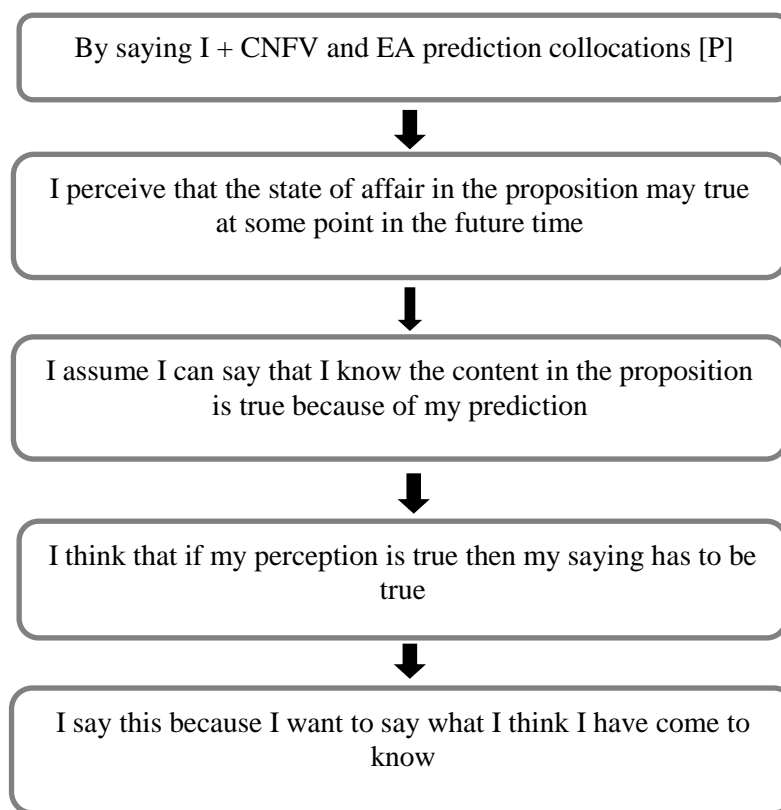 By saying I + CNFV and EA prediction collocations [P]
I perceive that the state of affair in the proposition may true
at some point in the future time
I assume I can say that I know the content in the proposition
is true because of my prediction
I think that if my perception is true then my saying has to be
true
I say this because I want to say what I think I have come to
know